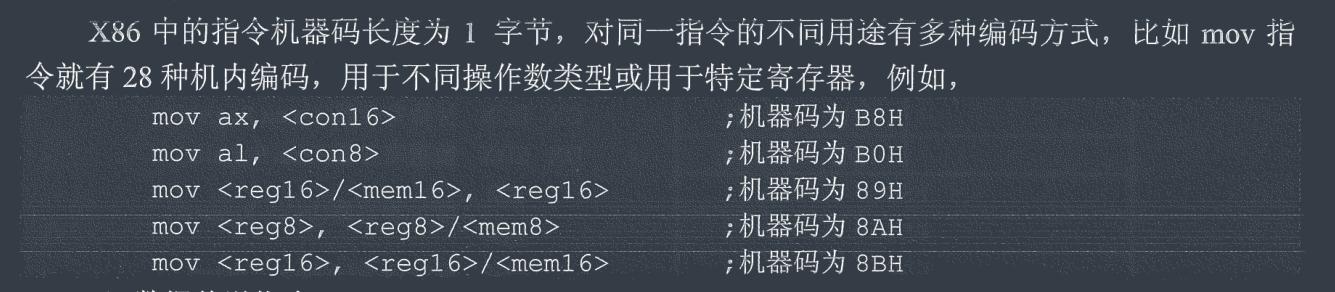 X86 中的指令机器码长度为 1 字节，对同一指令的不同用途有多种编码方式，比如 mov 指
令就有 28 种机内编码，用于不同操作数类型或用于特定寄存器，例如，
mov ax, <con16> ;机器码为 B8H
mov al, <con8> ;机器码为 B0H
mov <reg16>/<mem16>, <reg16> ;机器码为 89H
mov <reg8>, <reg8>/<mem8> ;机器码为 8AH
mov <reg16>, <reg16>/<mem16> ;机器码为 8BH